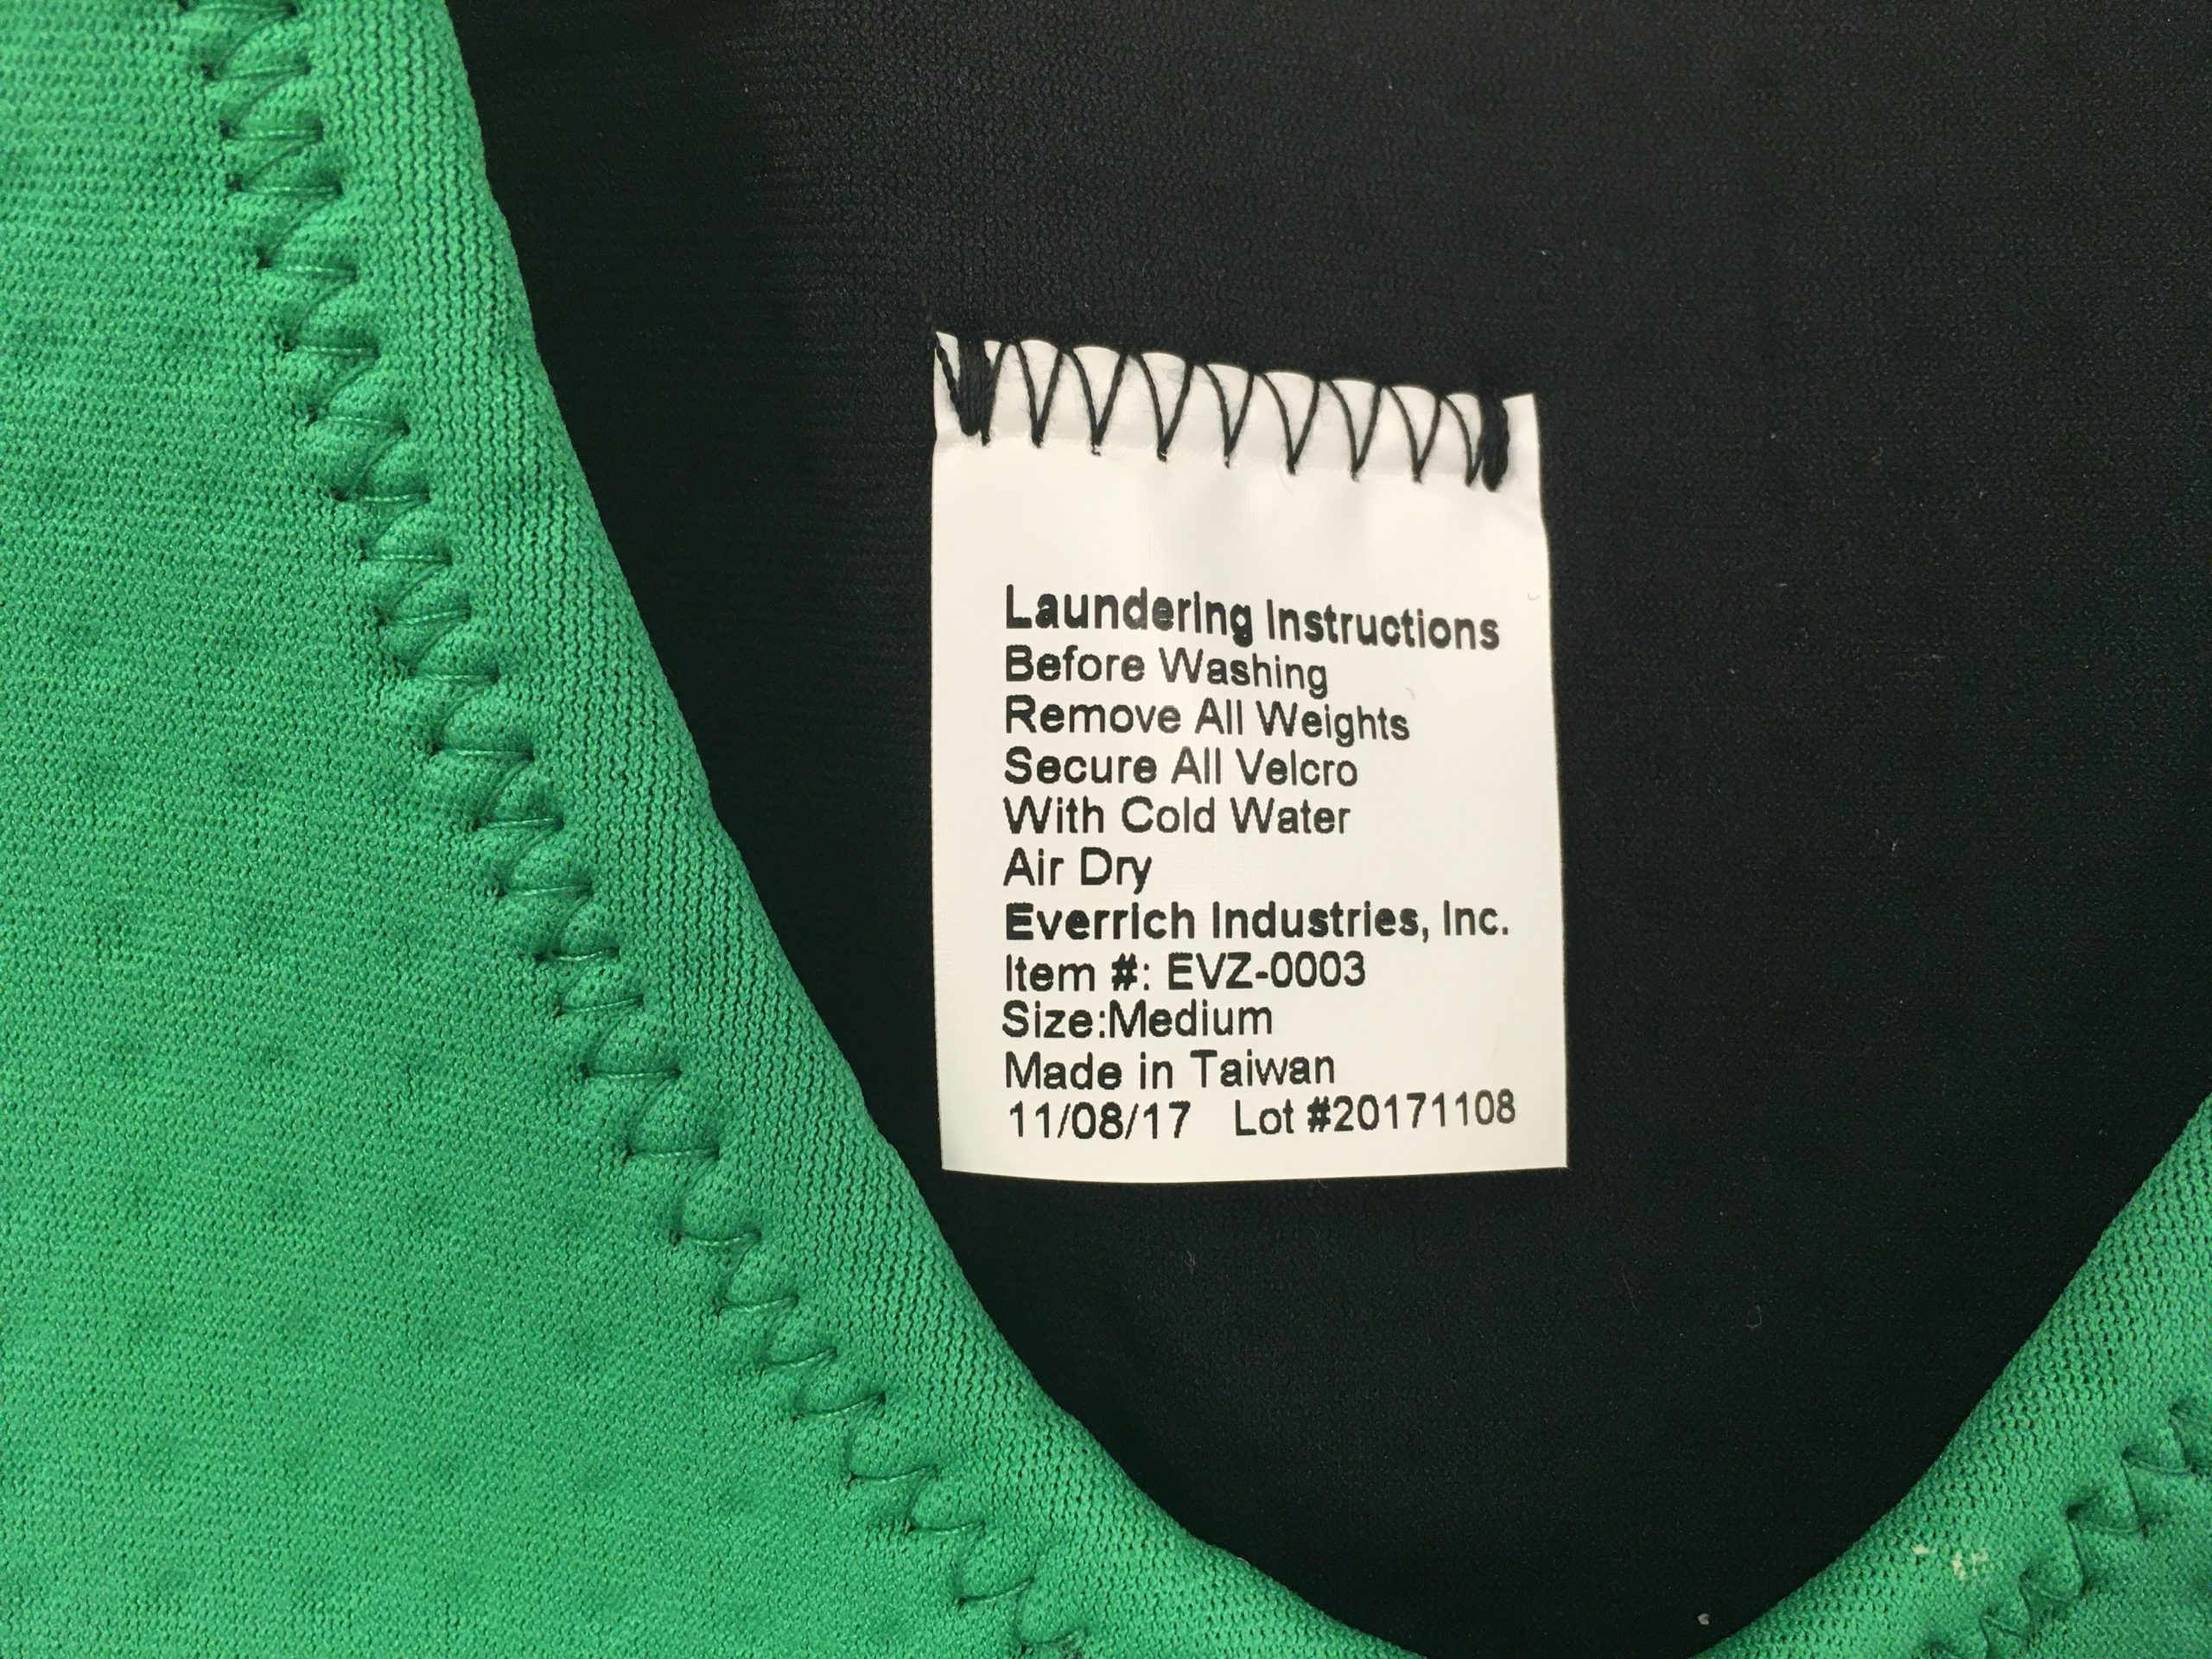 Laundering Instructions
Before Washing
Remove All Weights
Secure All Velcro
With Cold Water
Air Dry
Everrich Industries, Inc.
Item #: EVZ-0003
Size:Medium
Made in Taiwan
11/08/17 Lot #20171108